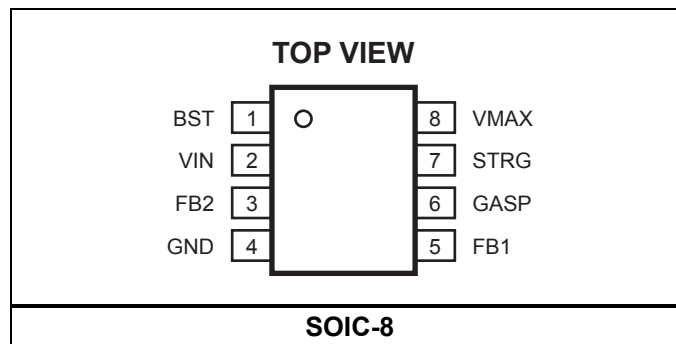 TOP VIEW
BST 1 8 VMAX
VIN 2 7 STRG
FB2 3 6 GASP
GND 4 5 FB1
SOIC-8